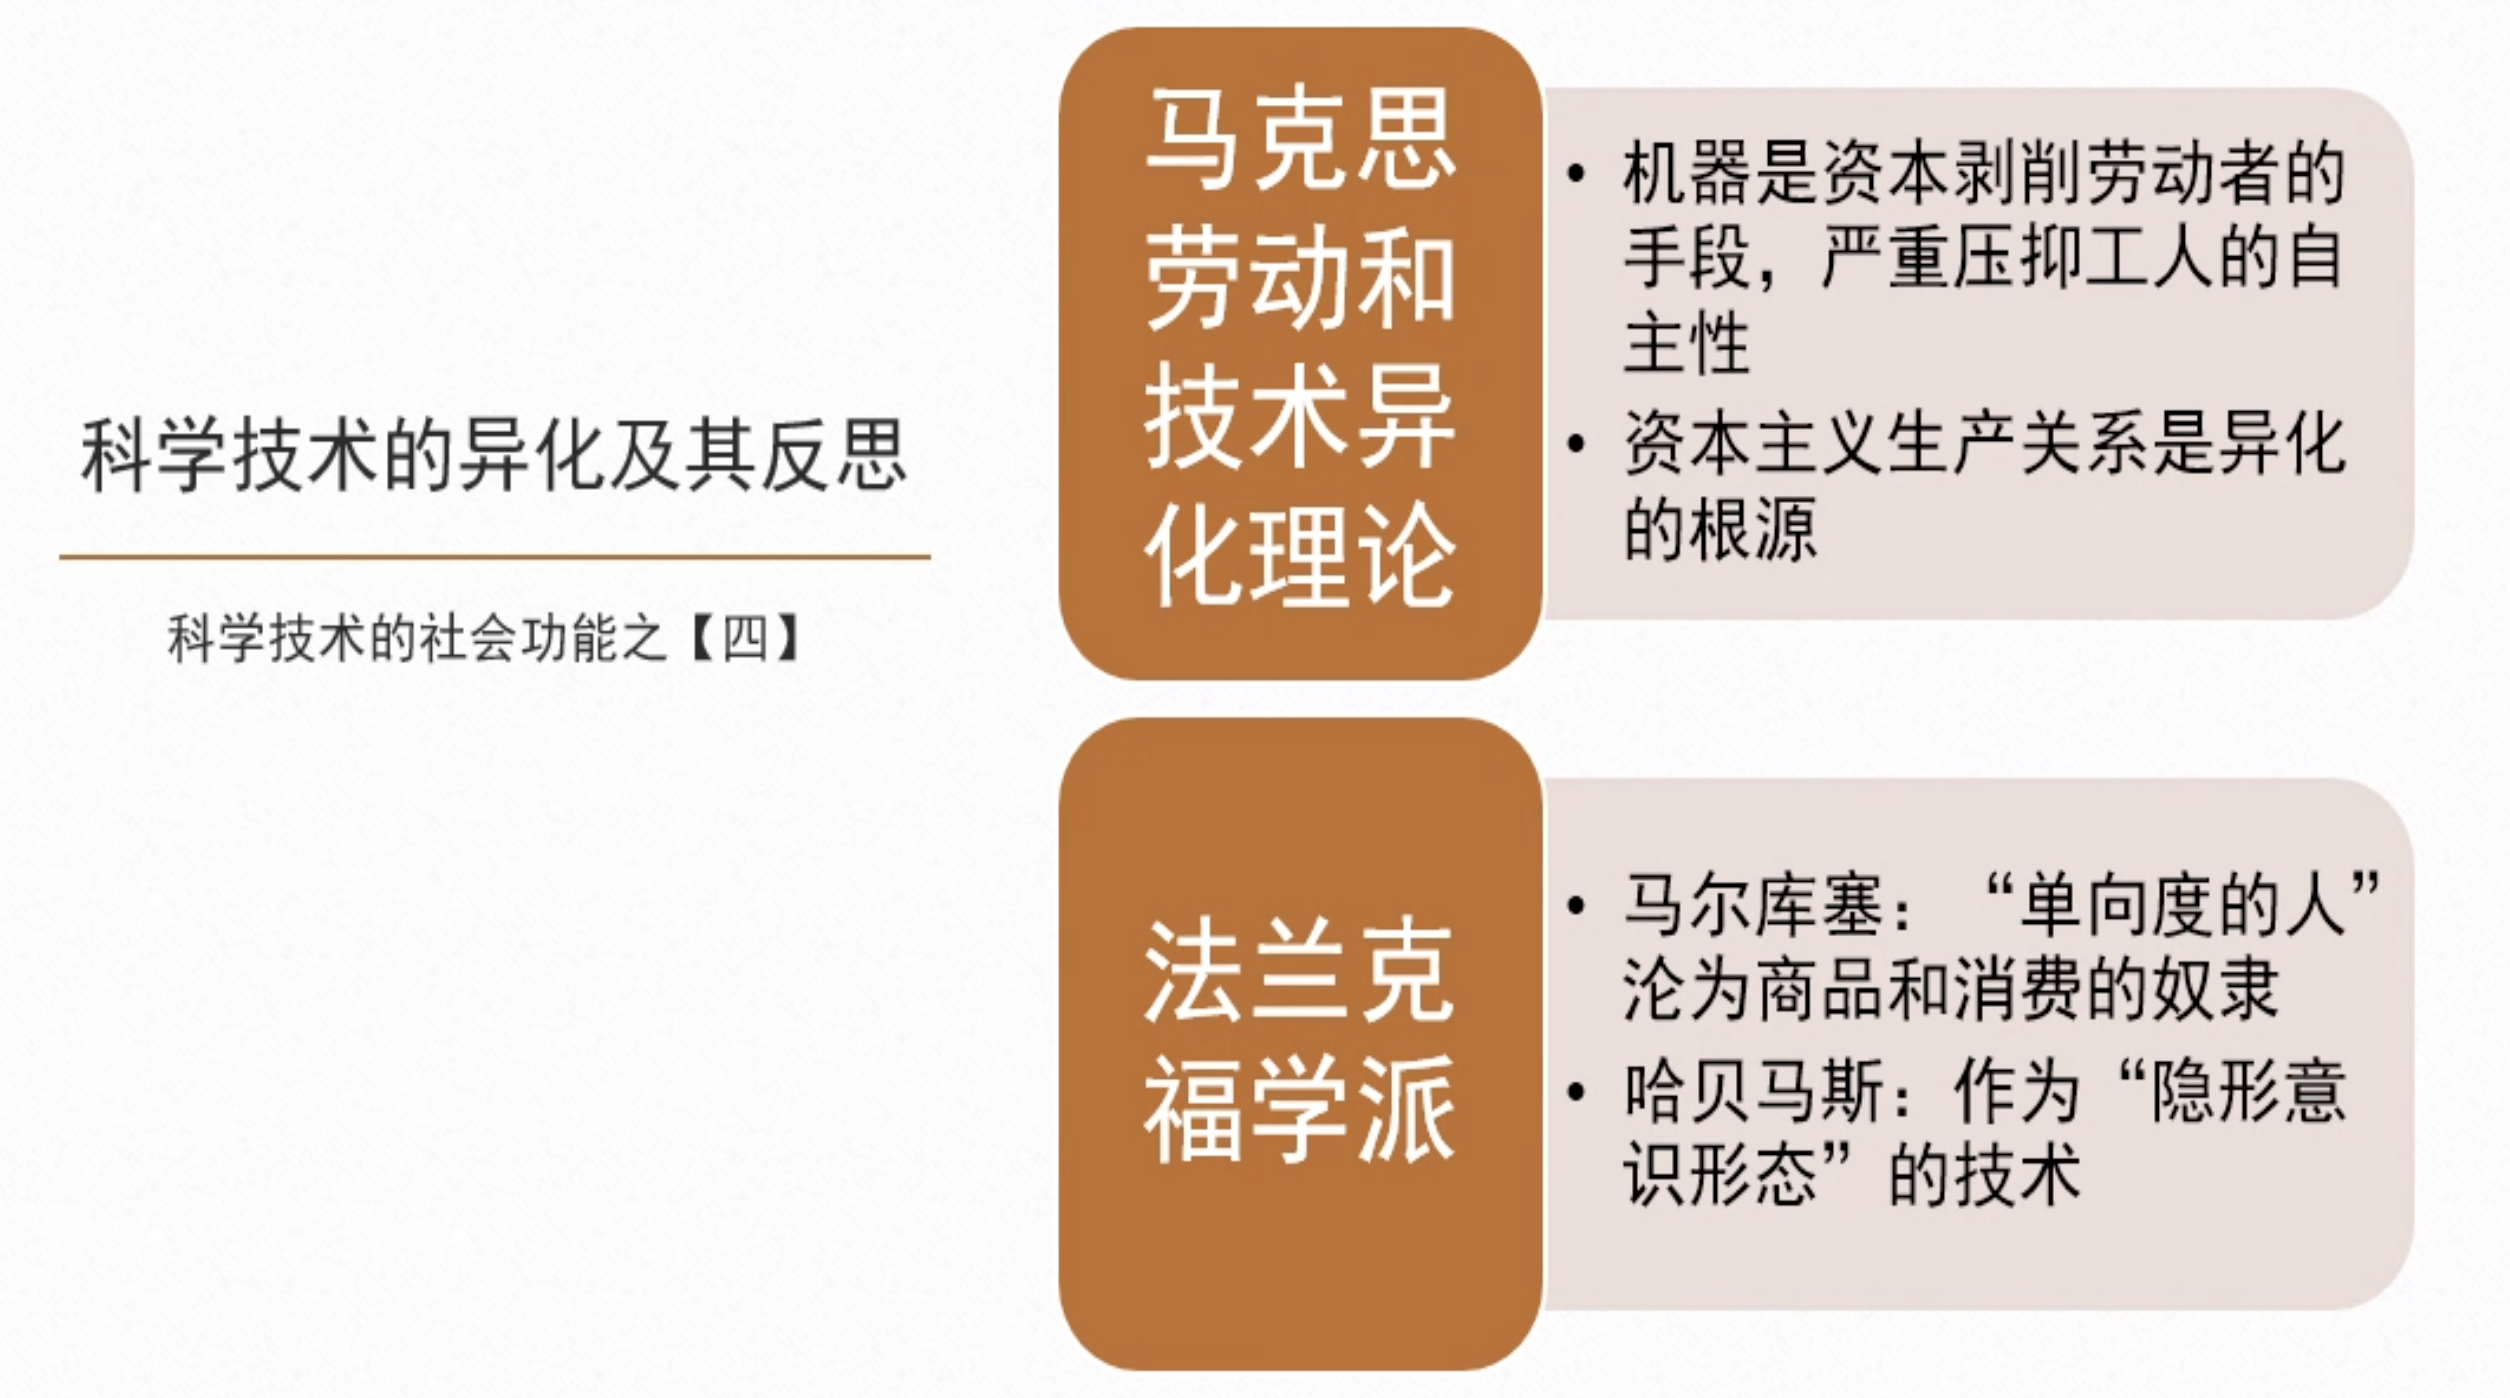 科学技术的异化及其反思
科学技术的社会功能之【四】
马克思
劳动和
技术异
化理论
• 机器是资本剥削劳动者的
手段，严重压抑工人的自
主性
• 资本主义生产关系是异化
的根源
法兰克
福学派
• 马尔库塞：“单向度的人”
沦为商品和消费的奴隶
• 哈贝马斯：作为“隐形意
识形态”的技术